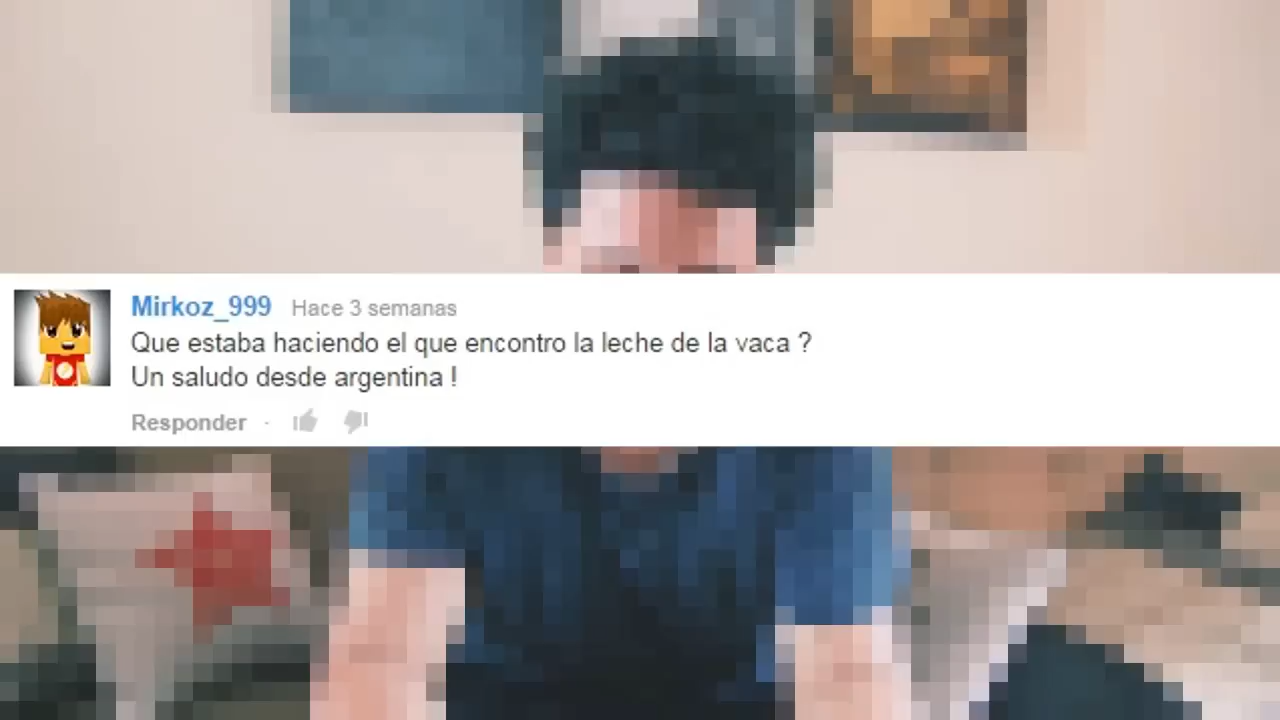 Mirkoz_999 Hace 3 semanas
Que estaba haciendo el que encontro la leche de la vaca ?
Un saludo desde argentina !
Responder ·